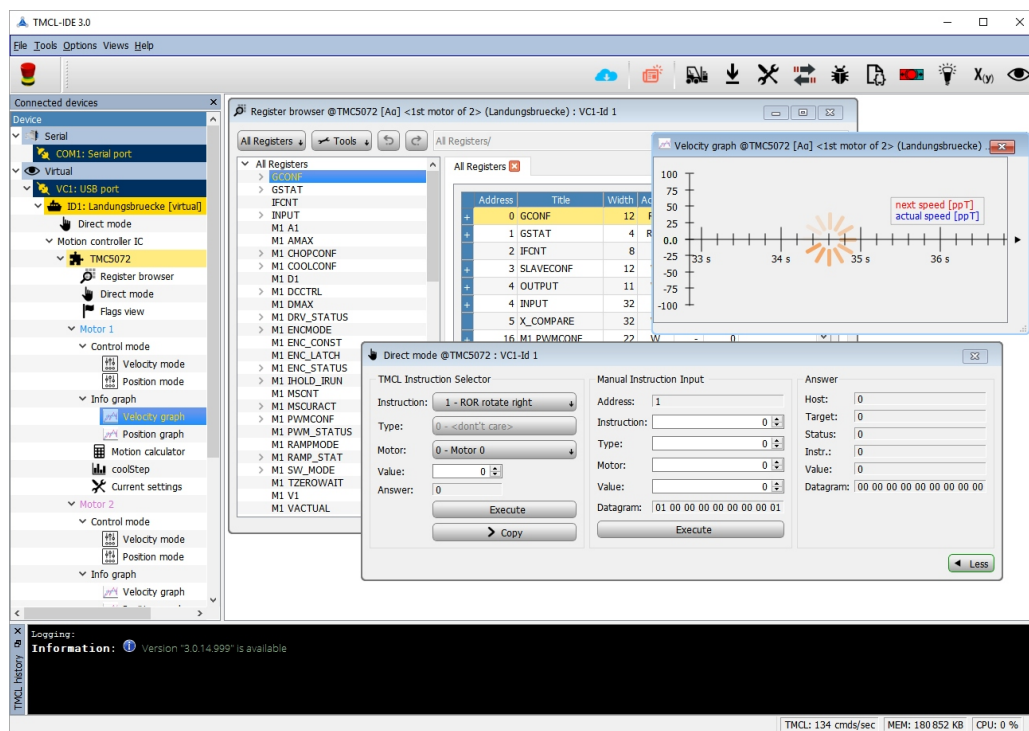 TMCL-IDE 3.0
File Tools Options Views Help
X(y)
Connected devices
Device
Serial
COM1: Serial port
Virtual
VC1: USB port
ID1: Landungsbruecke [virtual]
Direct mode
Motion controller IC
TMC5072
Register browser
Direct mode
Flags view
Motor 1
Control mode
Velocity mode
Position mode
Info graph
Velocity graph
Position graph
Motion calculator
coolStep
Current settings
Motor 2
Control mode
Velocity mode
Position mode
Info graph
Velocity graph
Register browser @TMC5072 [Aq] <1st motor of 2> (Landungsbruecke) : VC1-Id 1
All Registers Tools All Registers/
All Registers
GCONF
GSTAT
IFCNT
INPUT
M1 A1
M1 AMAX
M1 CHOPCONF
M1 COOLCONF
M1 D1
M1 DCCTRL
M1 DMAX
M1 DRV_STATUS
M1 ENCMODE
M1 ENC_CONST
M1 ENC_LATCH
M1 ENC_STATUS
M1 IHOLD_IRUN
M1 MSCNT
M1 MSCURACT
M1 PWMCONF
M1 PWM_STATUS
M1 RAMPMODE
M1 RAMP_STAT
M1 SW_MODE
M1 TZEROWAIT
M1 V1
M1 VACTUAL
All Registers
Address Title Width
0 GCONF 12
1 GSTAT 4 R
2 IFCNT 8
3 SLAVECONF 12
4 OUTPUT 11
4 INPUT 32
5 X_COMPARE 32
16 M1 PWMCONF 22 W - 0
Velocity graph @TMC5072 [Aq] <1st motor of 2> (Landungsbruecke) ...
100
75
50
25
0.0
-25
-50
-75
-100
33 s 34 s 35 s 36 s
next speed [ppT]
actual speed [ppT]
Direct mode @TMC5072 : VC1-Id 1
TMCL Instruction Selector
Instruction: 1 - ROR rotate right
Type: 0 - <don't care>
Motor: 0 - Motor 0
Value: 0
Answer: 0
Execute
Copy
Manual Instruction Input
Address: 1
Instruction: 0
Type: 0
Motor: 0
Value: 0
Datagram: 01 00 00 00 00 00 00 00 01
Execute
Answer
Host: 0
Target: 0
Status: 0
Instr.: 0
Value: 0
Datagram: 00 00 00 00 00 00 00 00 00
Less
TMCL history
Logging:
Information: Version "3.0.14.999" is available
TMCL: 134 cmds/sec MEM: 180 852 KB CPU: 0 %